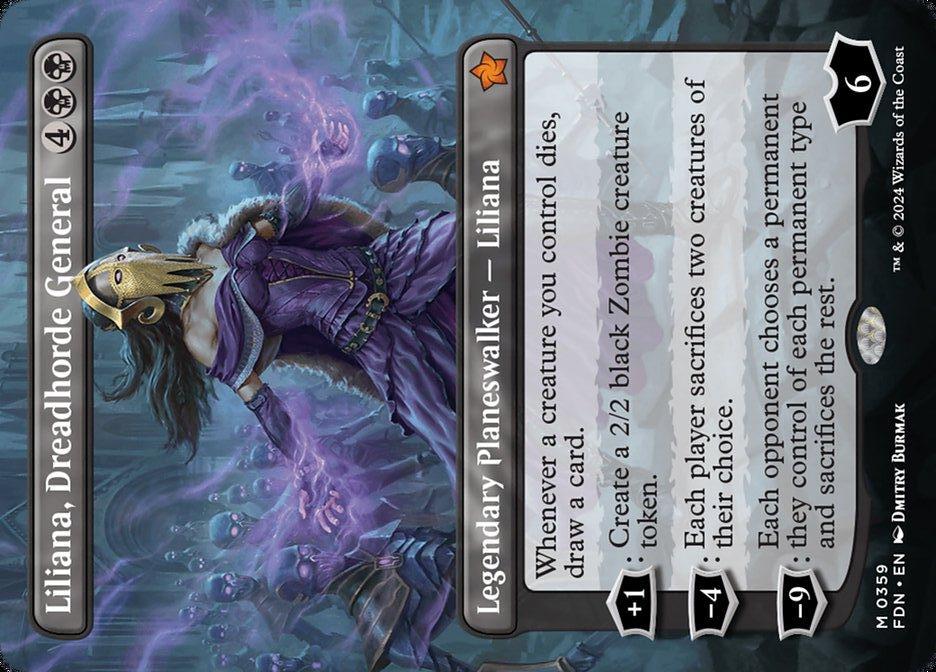 Liliana, Dreadhorde General 4
Legendary Planeswalker — Liliana
Whenever a creature you control dies,
draw a card.
+1: Create a 2/2 black Zombie creature
token.
−4: Each player sacrifices two creatures of
their choice.
−9: Each opponent chooses a permanent
they control of each permanent type
and sacrifices the rest.
6
M 0359
FDN • EN Dmitry Burmak
™ & © 2024 Wizards of the Coast